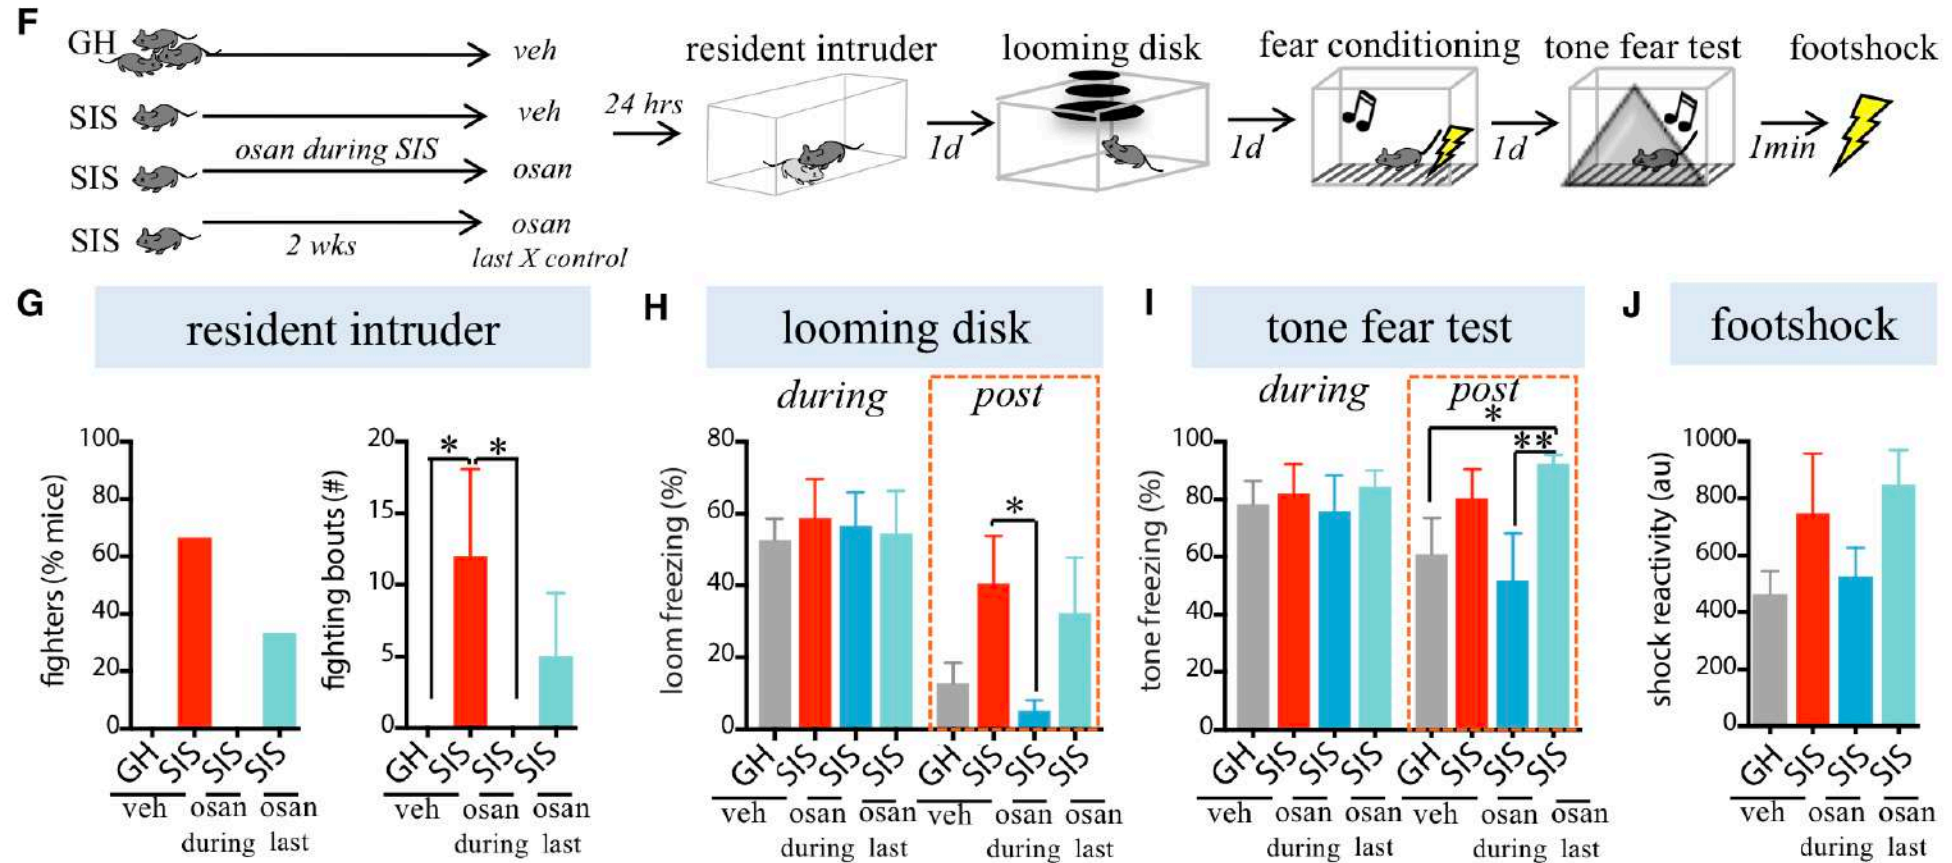 F
GH
veh
SIS
veh
osan during SIS
SIS
osan
SIS
2 wks
osan
last X control
24 hrs
resident intruder
1d
looming disk
1d
fear conditioning
1d
tone fear test
1min
footshock
G
resident intruder
fighters (% mice)
100
80
60
40
20
0
GH SIS SIS SIS
veh osan osan
during last
fighting bouts (#)
20
15
10
5
0
* *
GH SIS SIS SIS
veh osan osan
during last
H
looming disk
during post
loom freezing (%)
80
60
40
20
0
*
GH SIS SIS SIS GH SIS SIS SIS
veh osan osan veh osan osan
during last during last
I
tone fear test
during post
tone freezing (%)
100
80
60
40
20
0
*
**
GH SIS SIS SIS GH SIS SIS SIS
veh osan osan veh osan osan
during last during last
J
footshock
shock reactivity (au)
1000
800
600
400
200
0
GH SIS SIS SIS
veh osan osan
during last